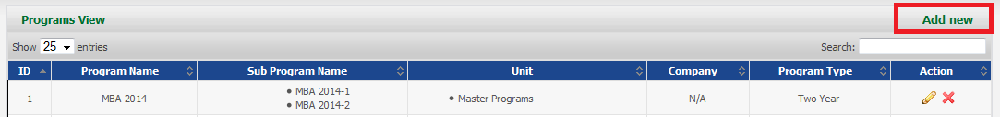 Programs View Add new
Show 25 entries Search:
ID Program Name Sub Program Name Unit Company Program Type Action
1 MBA 2014 MBA 2014-1 Master Programs N/A Two Year
MBA 2014-2